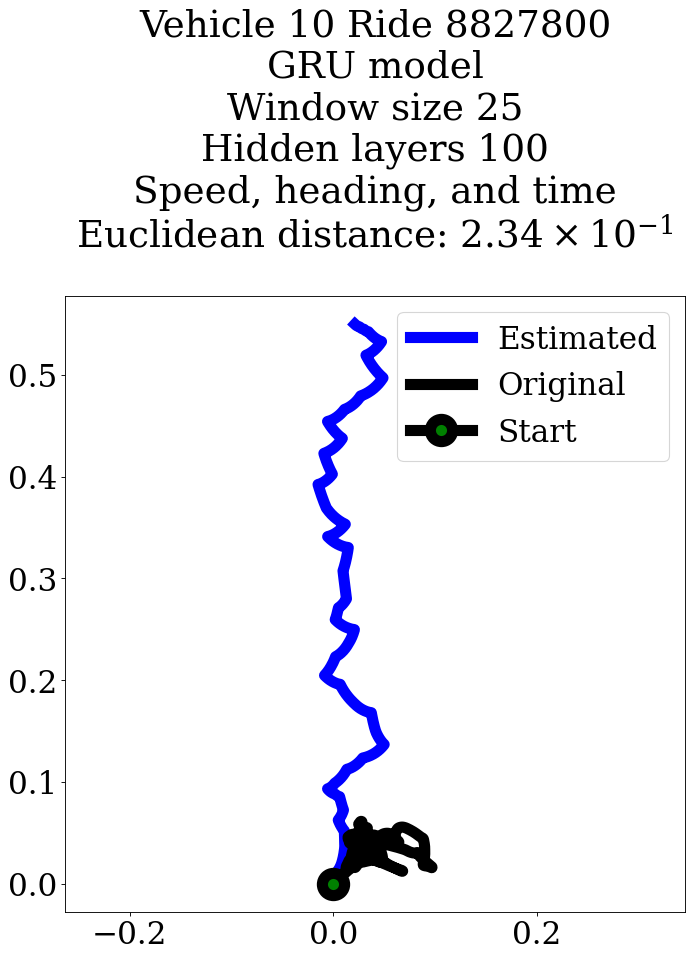 Vehicle 10 Ride 8827800
GRU model
Window size 25
Hidden layers 100
Speed, heading, and time
Euclidean distance: 2.34 × 10⁻¹
Estimated
Original
Start
0.5
0.4
0.3
0.2
0.1
0.0
−0.2 0.0 0.2